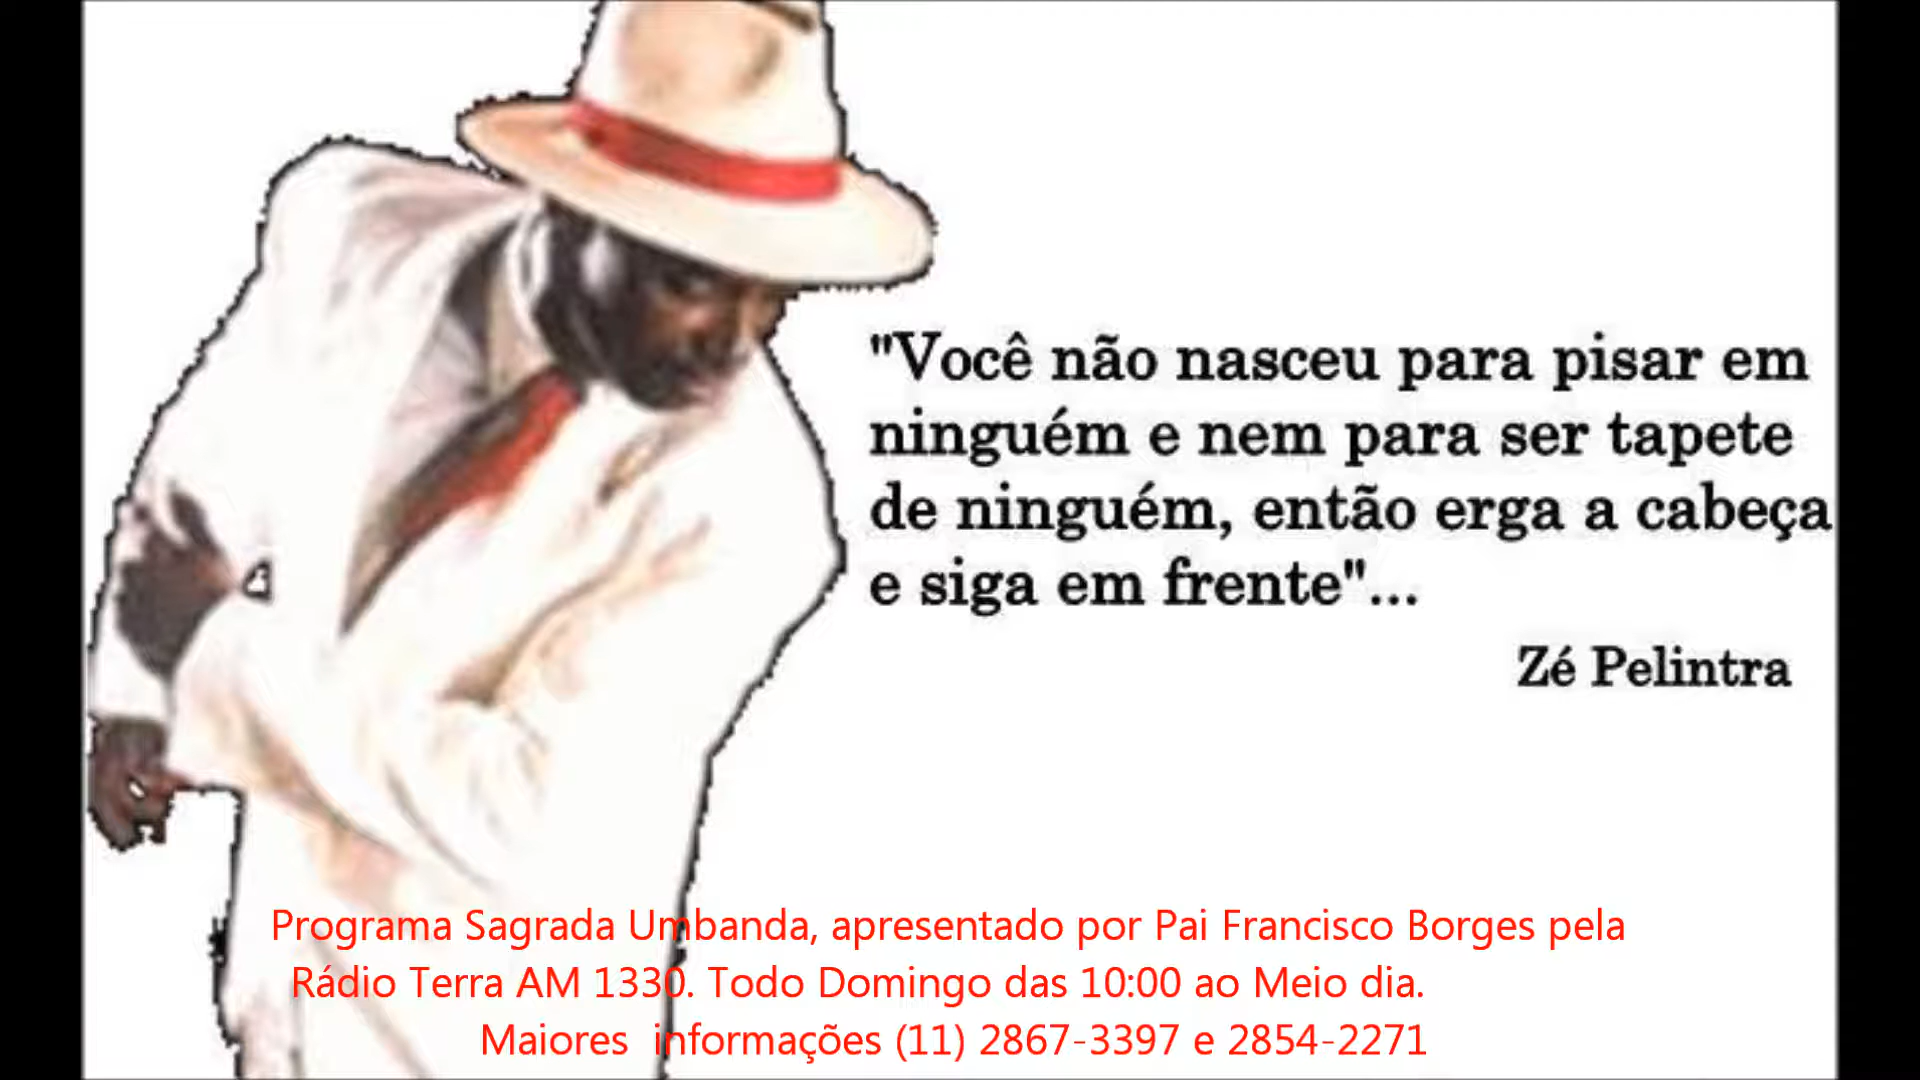 "Você não nasceu para pisar em
ninguém e nem para ser tapete
de ninguém, então erga a cabeça
e siga em frente"...
Zé Pelintra
Programa Sagrada Umbanda, apresentado por Pai Francisco Borges pela
Rádio Terra AM 1330. Todo Domingo das 10:00 ao Meio dia.
Maiores informações (11) 2867-3397 e 2854-2271